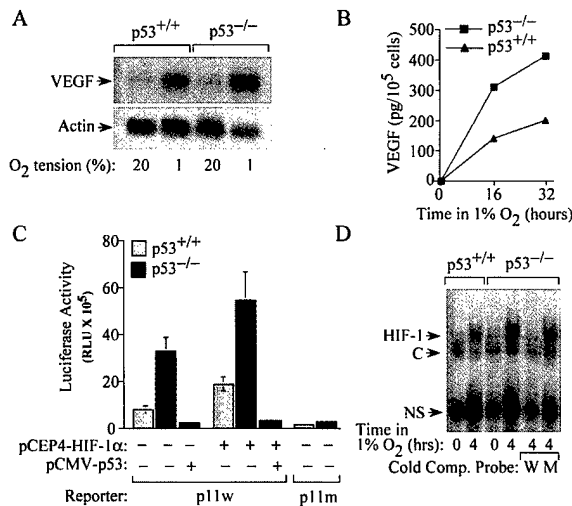 A
p53+/+ p53−/−
VEGF
Actin
O2 tension (%): 20 1 20 1
B
p53−/−
p53+/+
VEGF (pg/10^5 cells)
500
400
300
200
100
0
0 16 32
Time in 1% O2 (hours)
C
p53+/+
p53−/−
Luciferase Activity
(RLU X 10^5)
80
60
40
20
0
pCEP4-HIF-1α: − − − + + + − −
pCMV-p53: − − + − − + − −
Reporter: p11w p11m
D
p53+/+ p53−/−
HIF-1
C
NS
Time in
1% O2 (hrs) 0 4 0 4 4 4
Cold Comp. Probe: W M